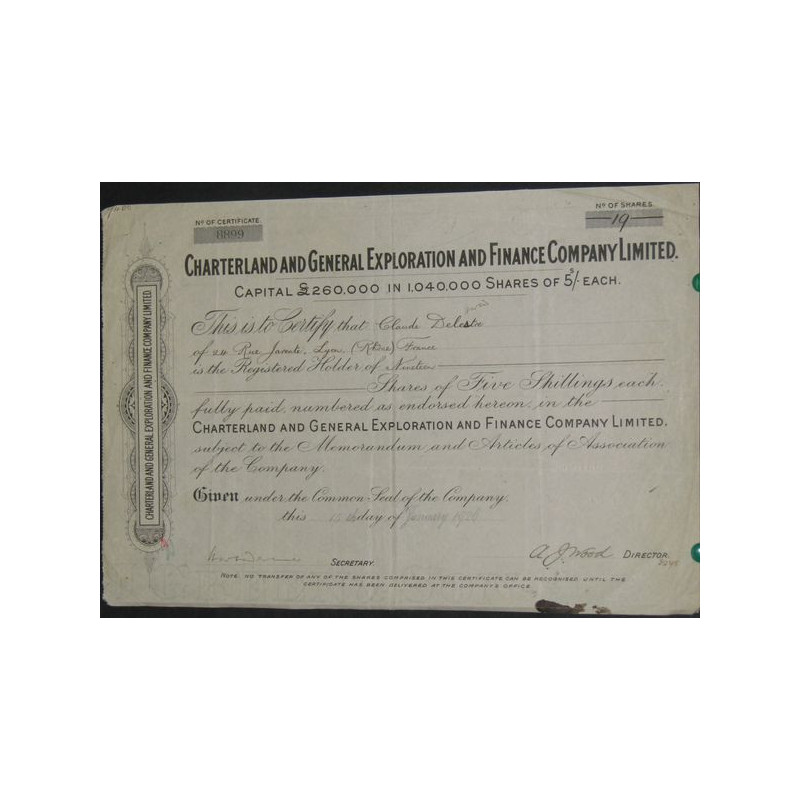 Nº OF CERTIFICATE
8899
Nº OF SHARES
19
CHARTERLAND AND GENERAL EXPLORATION AND FINANCE COMPANY LIMITED.
CAPITAL £260,000 IN 1,040,000 SHARES OF 5/- EACH.
This is to Certify that Claude
of 24 Rue Lyon (Rhône) France
is the Registered Holder of Nineteen
Shares of Five Shillings each,
fully paid, numbered as endorsed hereon, in the
CHARTERLAND AND GENERAL EXPLORATION AND FINANCE COMPANY LIMITED.
subject to the Memorandum and Articles of Association
of the Company.
Given under the Common Seal of the Company,
this day of January
SECRETARY.
A. J. Wood DIRECTOR.
NOTE. NO TRANSFER OF ANY OF THE SHARES COMPRISED IN THIS CERTIFICATE CAN BE RECOGNISED UNTIL THE
CERTIFICATE HAS BEEN DELIVERED AT THE COMPANY'S OFFICE.
CHARTERLAND AND GENERAL EXPLORATION AND FINANCE COMPANY LIMITED.